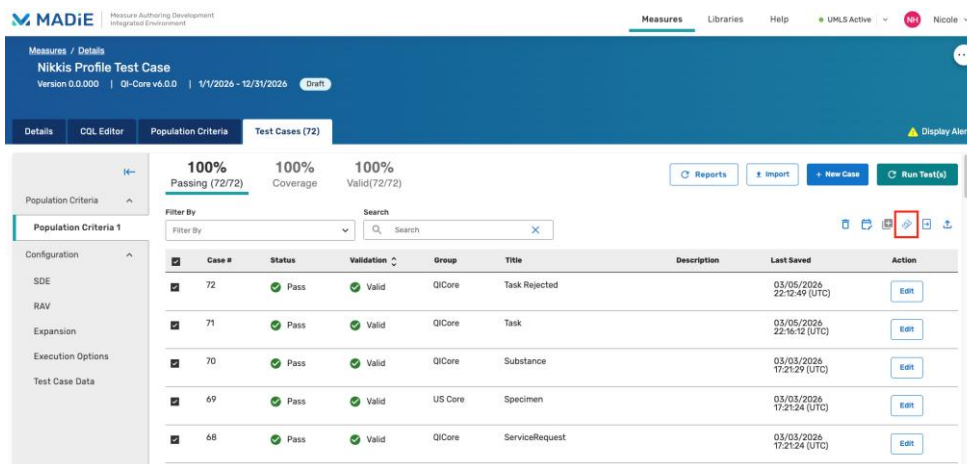 MADiE Measure Authoring Development
Integrated Environment
Measures Libraries Help UMLS Active NH Nicole
Measures / Details
Nikkis Profile Test Case
Version 0.0.000 | QI-Core v6.0.0 | 1/1/2026 - 12/31/2026 Draft
Details CQL Editor Population Criteria Test Cases (72) Display Aler
100% 100% 100%
Passing (72/72) Coverage Valid(72/72)
Reports Import + New Case Run Test(s)
Population Criteria
Population Criteria 1
Configuration
SDE
RAV
Expansion
Execution Options
Test Case Data
Filter By Search
Filter By Search
Case # Status Validation Group Title Description Last Saved Action
72 Pass Valid QICore Task Rejected 03/05/2026 Edit
22:12:49 (UTC)
71 Pass Valid QICore Task 03/05/2026 Edit
22:16:12 (UTC)
70 Pass Valid QICore Substance 03/03/2026 Edit
17:21:29 (UTC)
69 Pass Valid US Core Specimen 03/03/2026 Edit
17:21:24 (UTC)
68 Pass Valid QICore ServiceRequest 03/03/2026 Edit
17:21:24 (UTC)